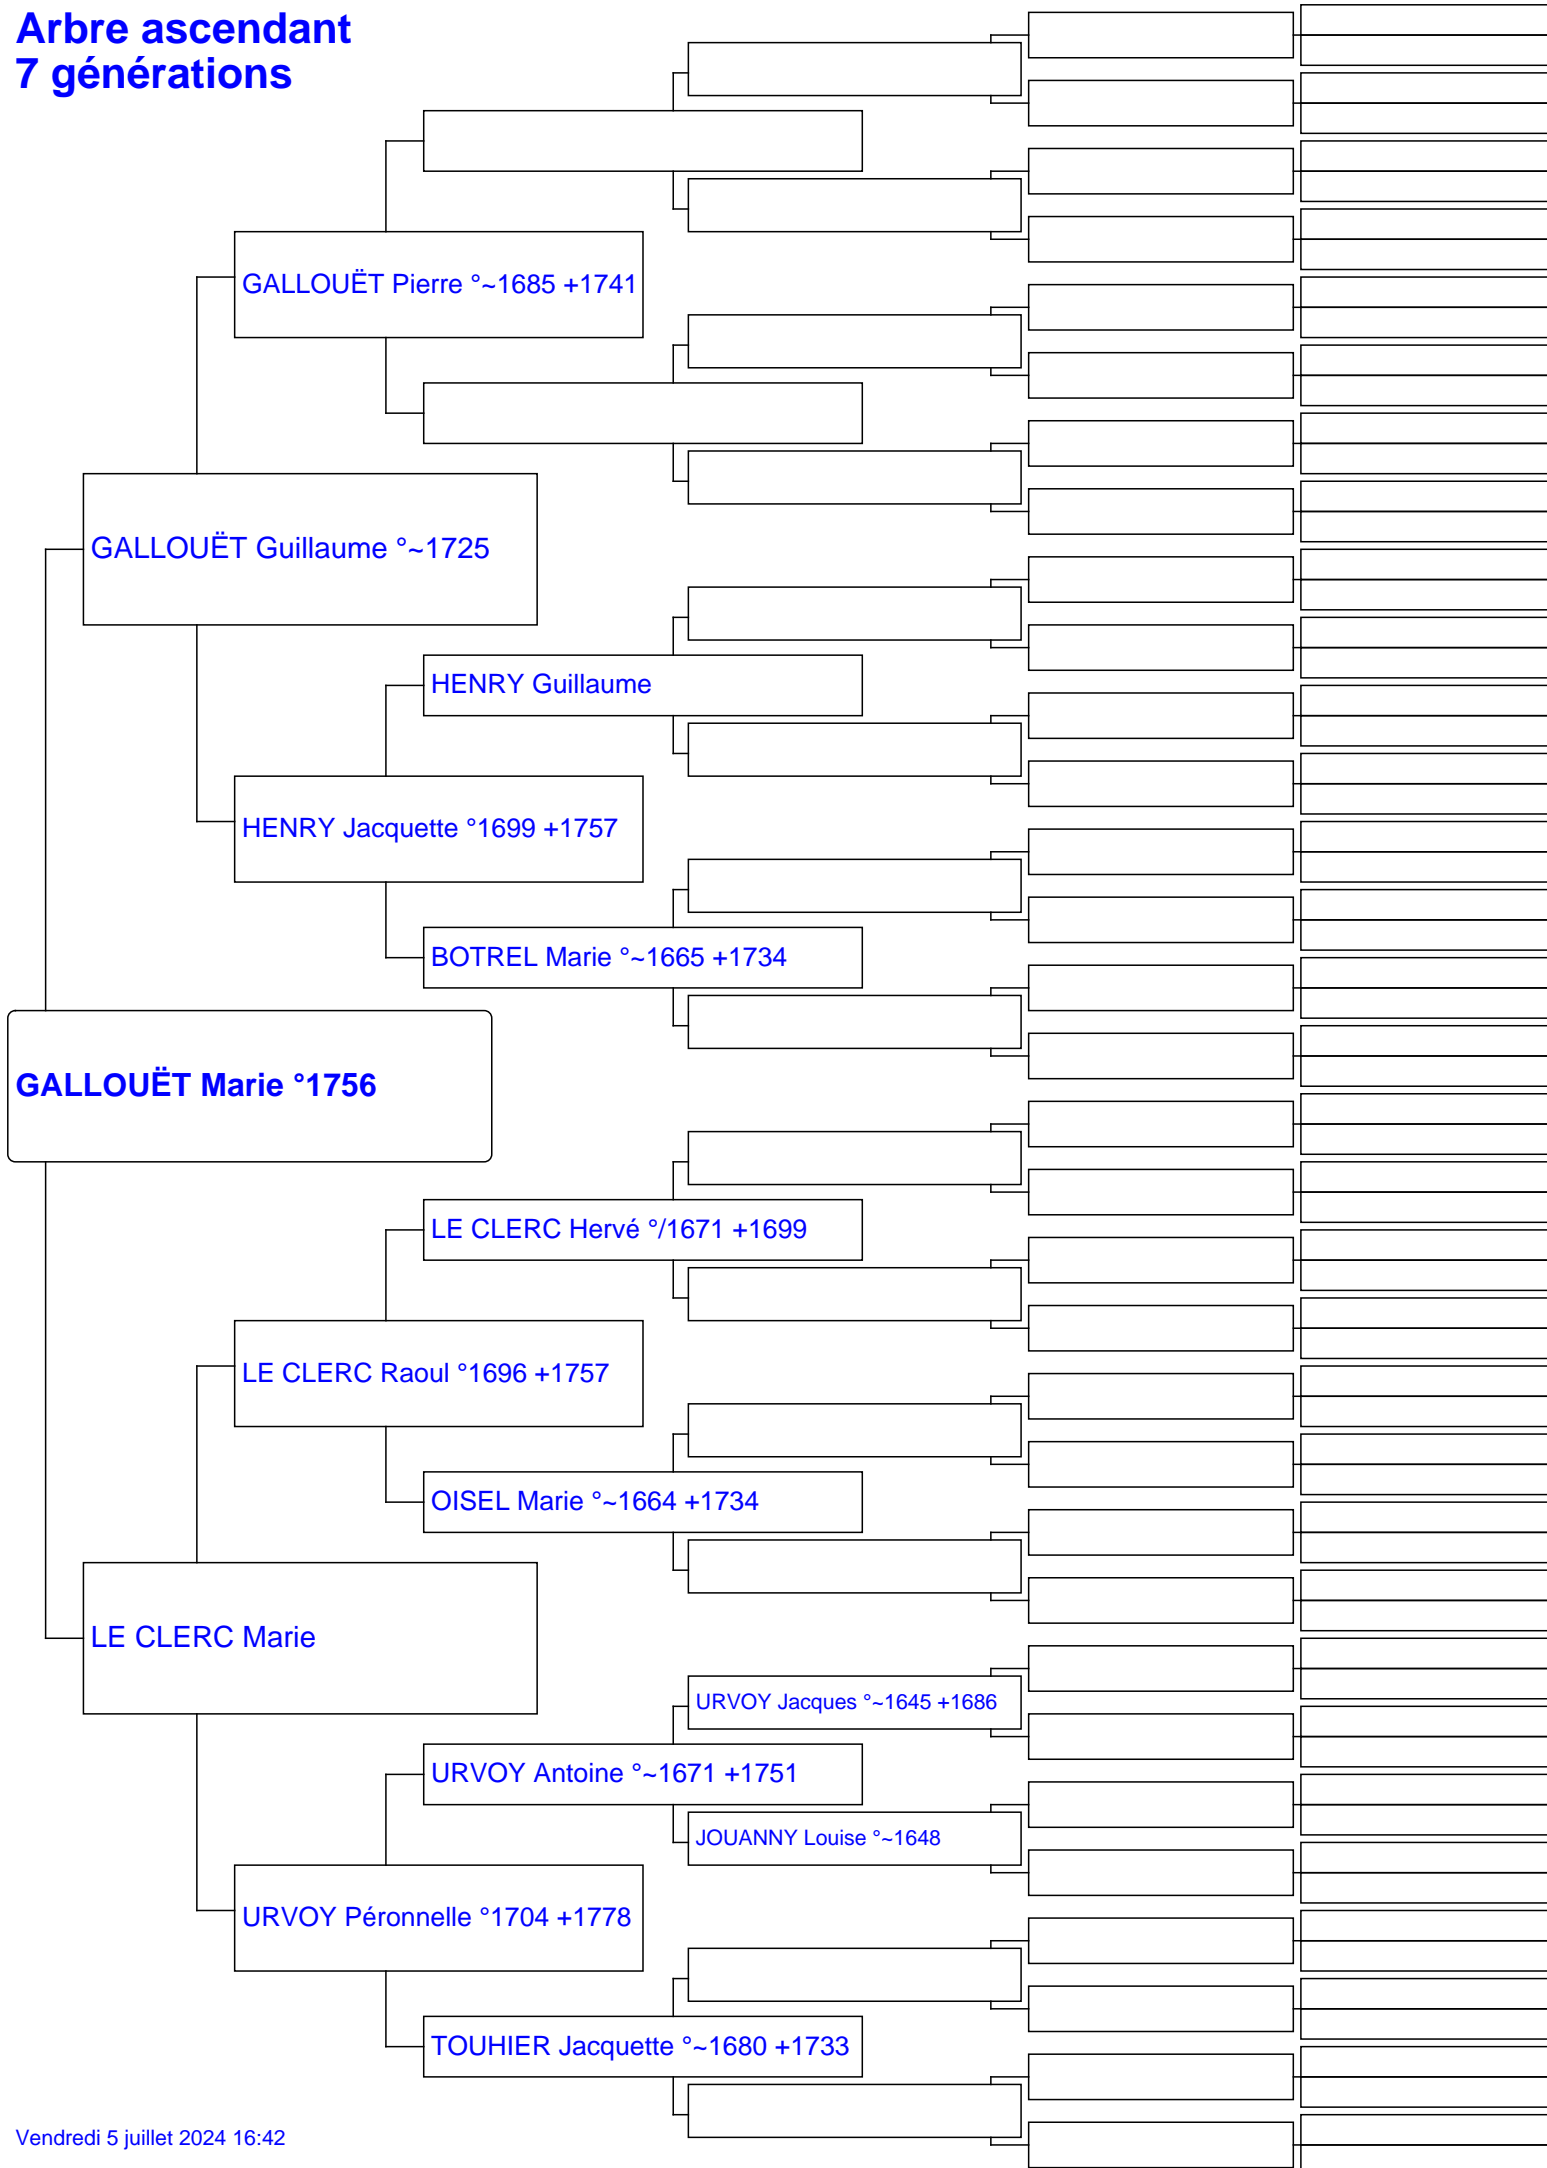 Arbre ascendant
7 générations
GALLOUËT Pierre °~1685 +1741
GALLOUËT Guillaume °~1725
HENRY Guillaume
HENRY Jacquette °1699 +1757
BOTREL Marie °~1665 +1734
GALLOUËT Marie °1756
LE CLERC Hervé °/1671 +1699
LE CLERC Raoul °1696 +1757
OISEL Marie °~1664 +1734
LE CLERC Marie
URVOY Jacques °~1645 +1686
URVOY Antoine °~1671 +1751
JOUANNY Louise °~1648
URVOY Péronnelle °1704 +1778
TOUHIER Jacquette °~1680 +1733
Vendredi 5 juillet 2024 16:42